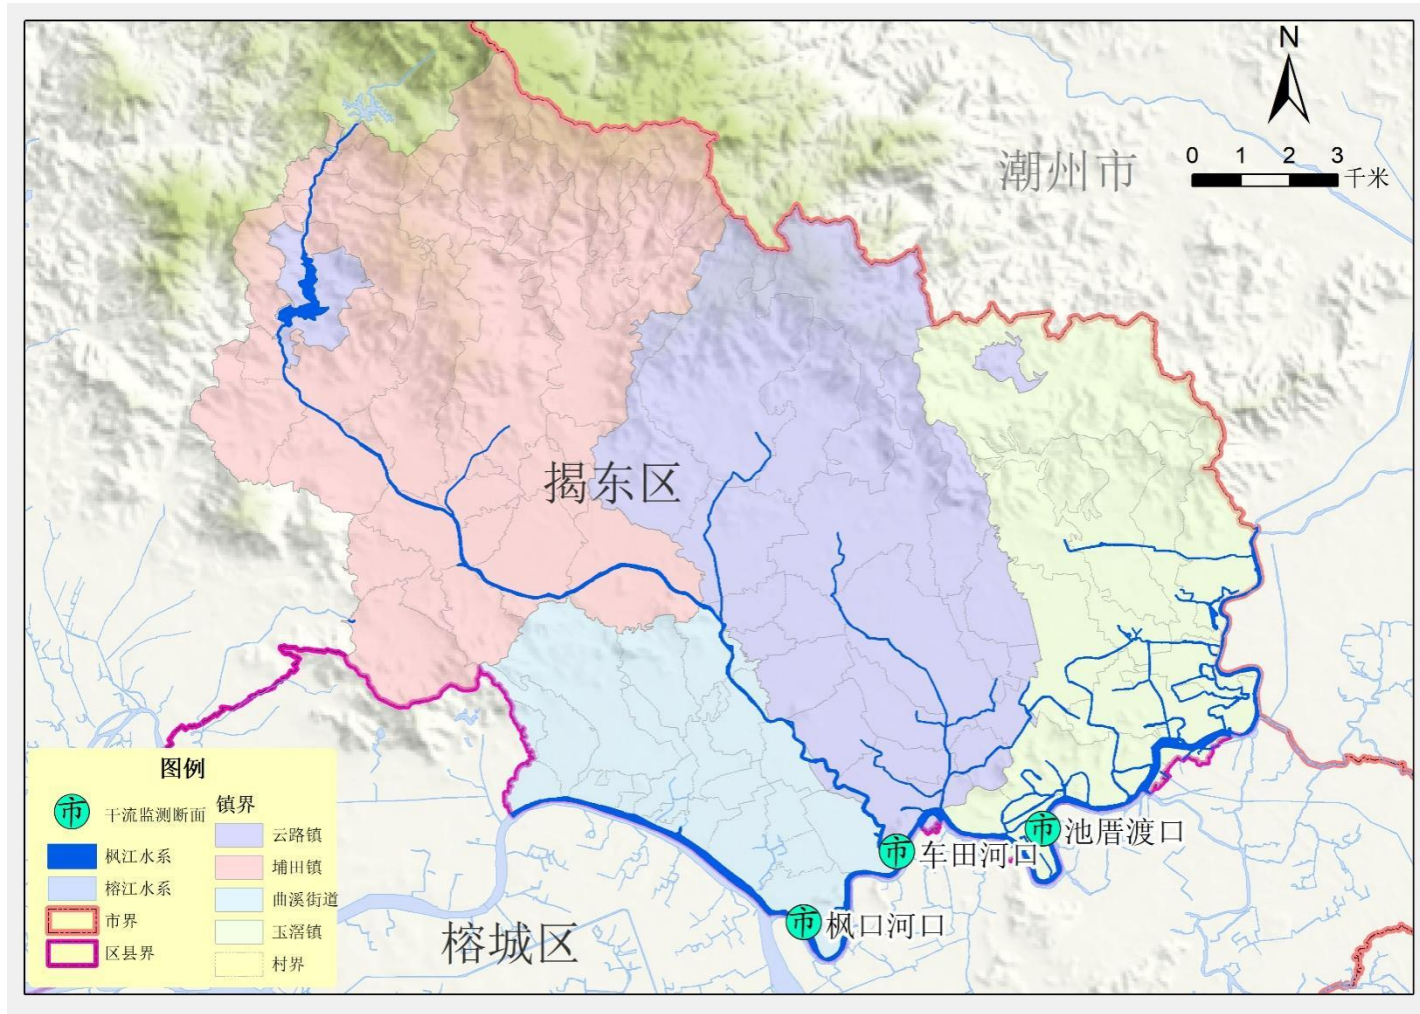 N
潮州市
0 1 2 3
千米
揭东区
池厝渡口
车田河口
枫口河口
榕城区
图例
市 干流监测断面
枫江水系
榕江水系
市界
区县界
镇界
云路镇
埔田镇
曲溪街道
玉滘镇
村界
市
市
市